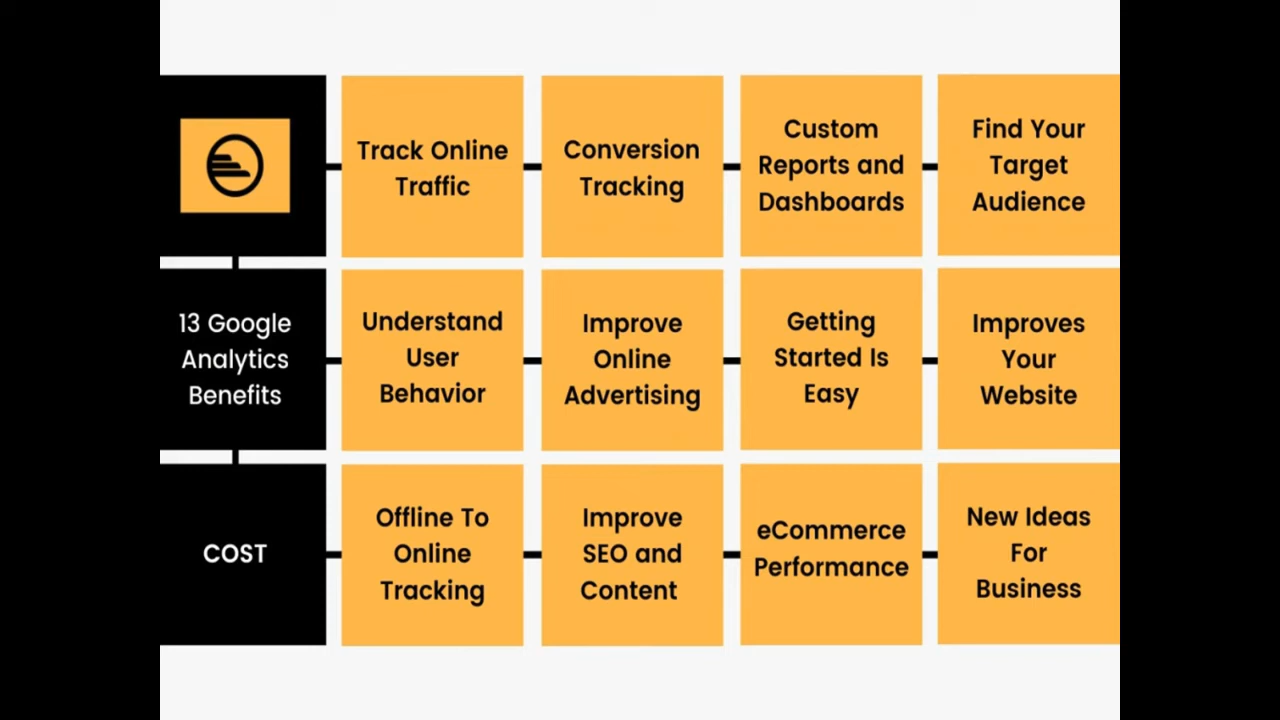 Track Online
Traffic
Conversion
Tracking
Custom
Reports and
Dashboards
Find Your
Target
Audience
13 Google
Analytics
Benefits
Understand
User
Behavior
Improve
Online
Advertising
Getting
Started Is
Easy
Improves
Your
Website
COST
Offline To
Online
Tracking
Improve
SEO and
Content
eCommerce
Performance
New Ideas
For
Business